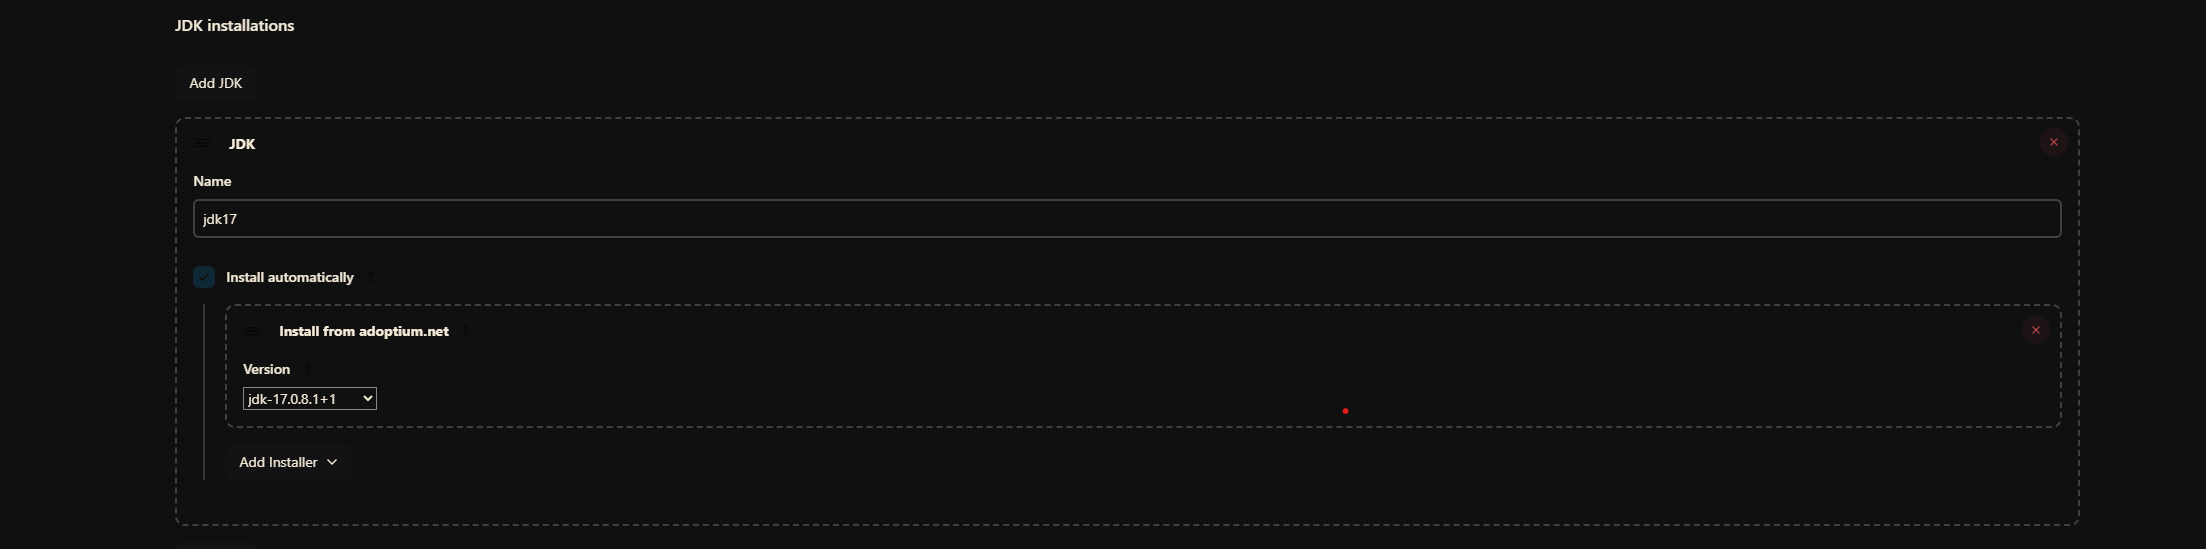 JDK installations
Add JDK
JDK
Name
jdk17
Install automatically ?
Install from adoptium.net ?
Version ?
jdk-17.0.8.1+1
Add Installer